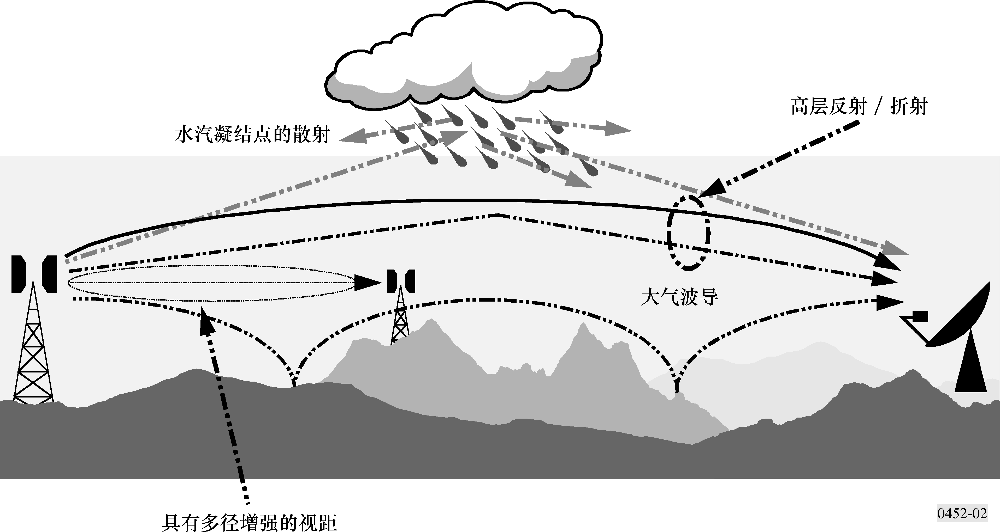 高层反射 / 折射
水汽凝结点的散射
大气波导
0452-02
具有多径增强的视距